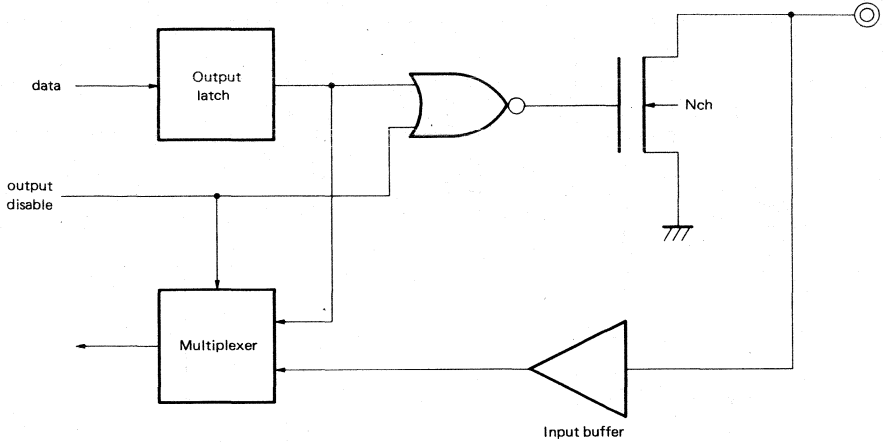 data
Output
latch
Nch
output
disable
Multiplexer
Input buffer